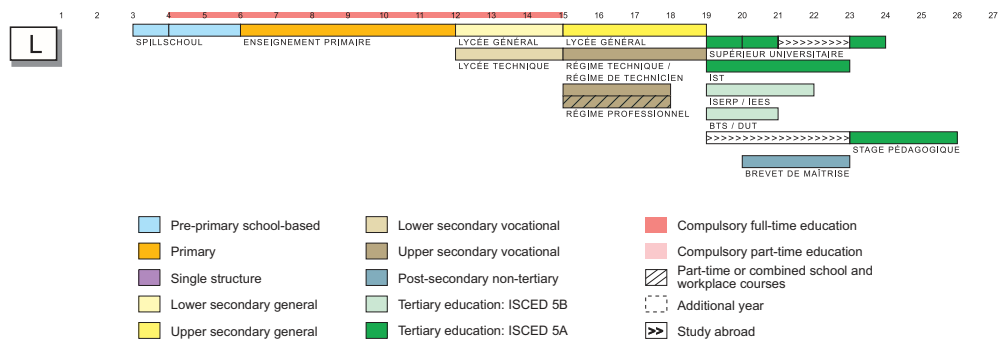 1 2 3 4 5 6 7 8 9 10 11 12 13 14 15 16 17 18 19 20 21 22 23 24 25 26 27
L
SPILLSCHOUL ENSEIGNEMENT PRIMAIRE LYCÉE GÉNÉRAL LYCÉE GÉNÉRAL
SUPÉRIEUR UNIVERSITAIRE
LYCÉE TECHNIQUE RÉGIME TECHNIQUE /
RÉGIME DE TECHNICIEN
IST
ISERP / IEES
RÉGIME PROFESSIONNEL
BTS / DUT
STAGE PÉDAGOGIQUE
BREVET DE MAÎTRISE
Pre-primary school-based
Primary
Single structure
Lower secondary general
Upper secondary general
Lower secondary vocational
Upper secondary vocational
Post-secondary non-tertiary
Tertiary education: ISCED 5B
Tertiary education: ISCED 5A
Compulsory full-time education
Compulsory part-time education
Part-time or combined school and
workplace courses
Additional year
>> Study abroad